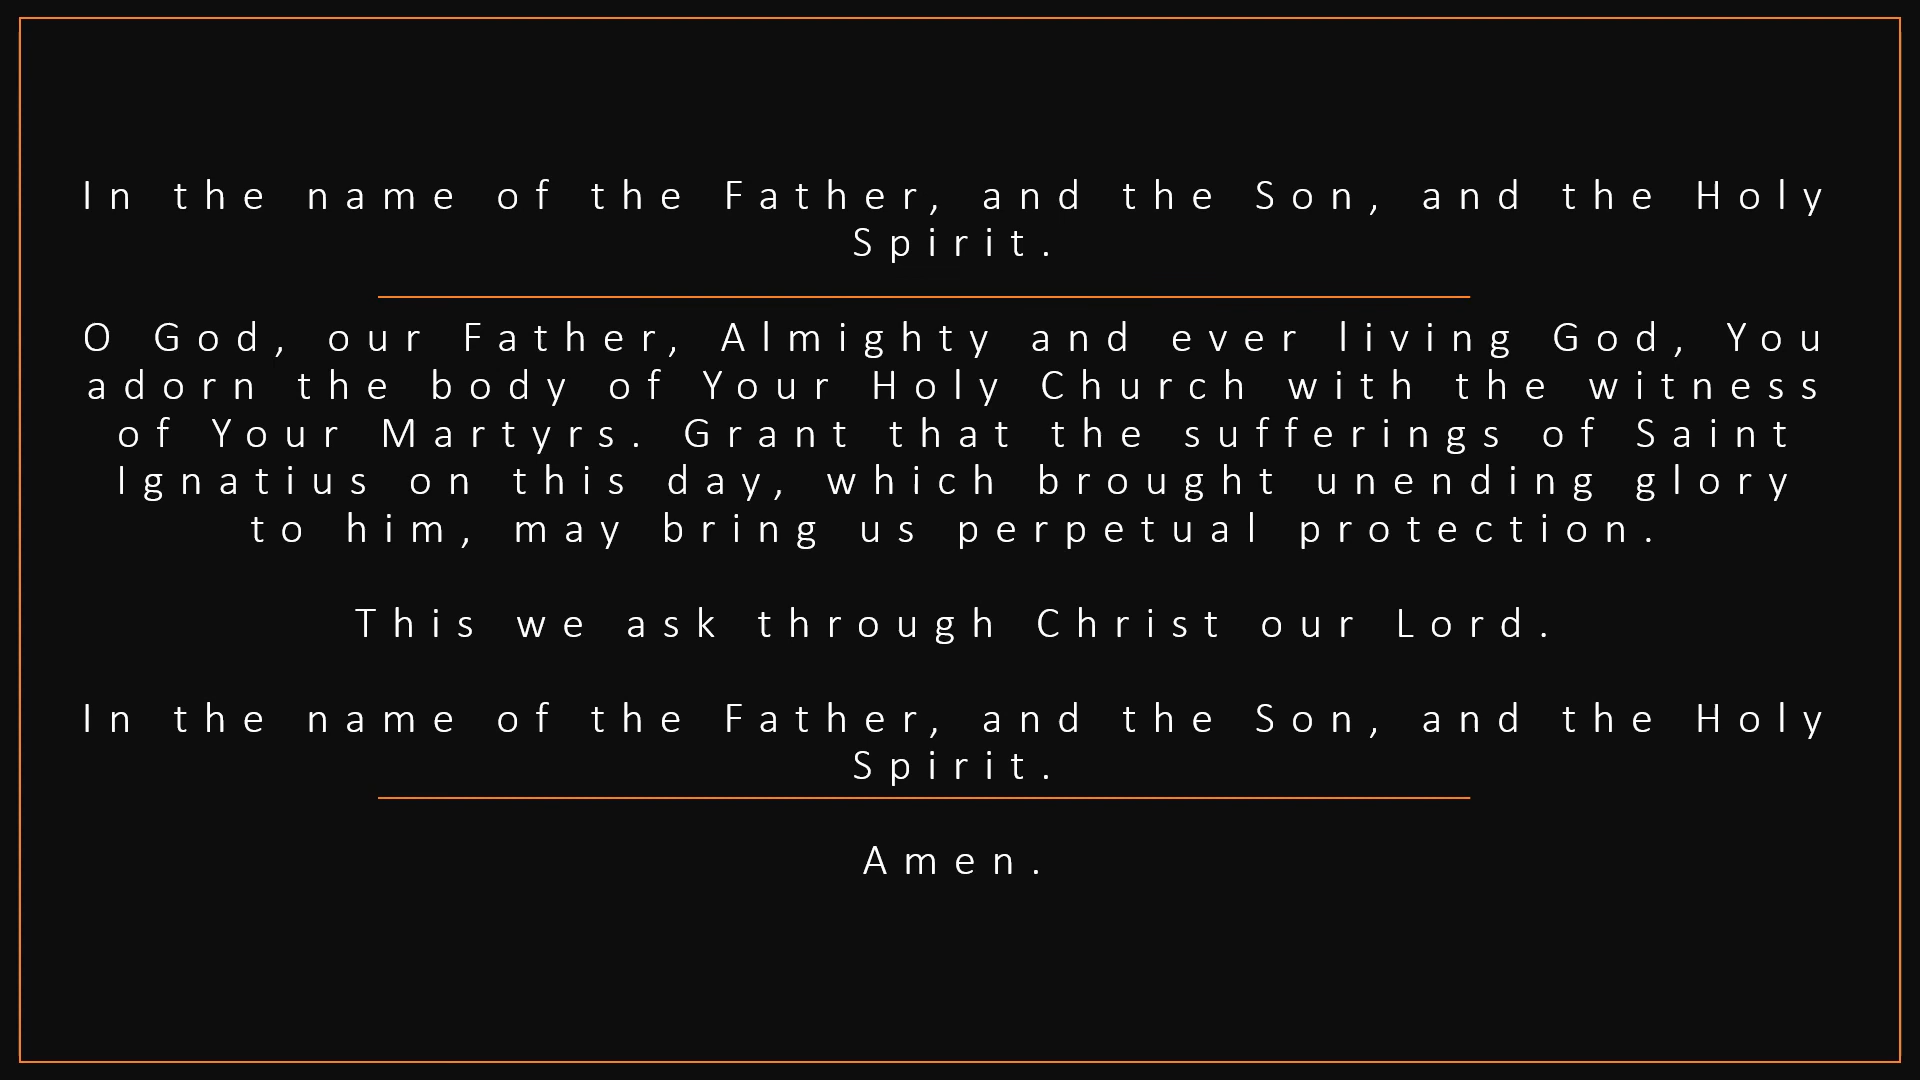 In the name of the Father, and the Son, and the Holy
Spirit.
O God, our Father, Almighty and ever living God, You
adorn the body of Your Holy Church with the witness
of Your Martyrs. Grant that the sufferings of Saint
Ignatius on this day, which brought unending glory
to him, may bring us perpetual protection.
This we ask through Christ our Lord.
In the name of the Father, and the Son, and the Holy
Spirit.
Amen.